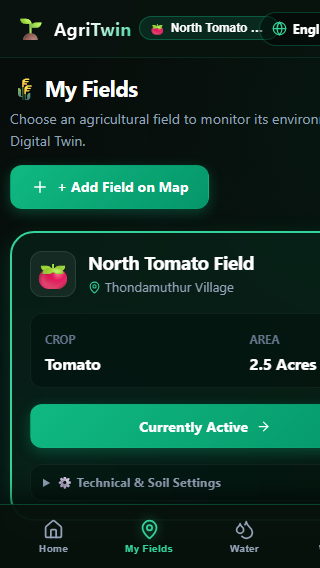 AgriTwin
North Tomato ...
Engl
My Fields
Choose an agricultural field to monitor its environ
Digital Twin.
+ + Add Field on Map
North Tomato Field
Thondamuthur Village
CROP
AREA
Tomato
2.5 Acres
Currently Active →
▶ Technical & Soil Settings
Home
My Fields
Water